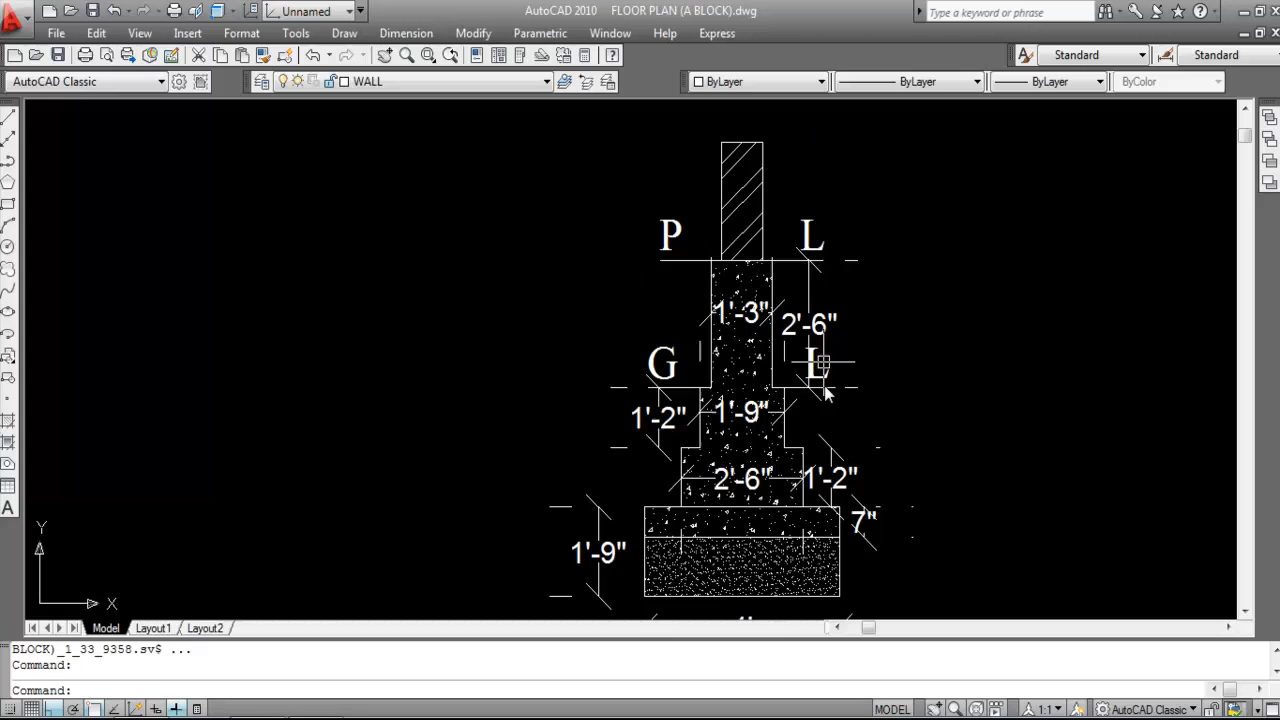 Unnamed
AutoCAD 2010 FLOOR PLAN (A BLOCK).dwg
Type a keyword or phrase
File Edit View Insert Format Tools Draw Dimension Modify Parametric Window Help Express
Standard Standard
AutoCAD Classic WALL ByLayer ByLayer ByLayer ByColor
P L
1'-3"
2'-6"
G L
1'-2" 1'-9"
2'-6" 1'-2"
7"
1'-9"
Y
X
Model Layout1 Layout2
BLOCK)_1_33_9358.sv$ ...
Command:
Command:
MODEL 1:1 AutoCAD Classic